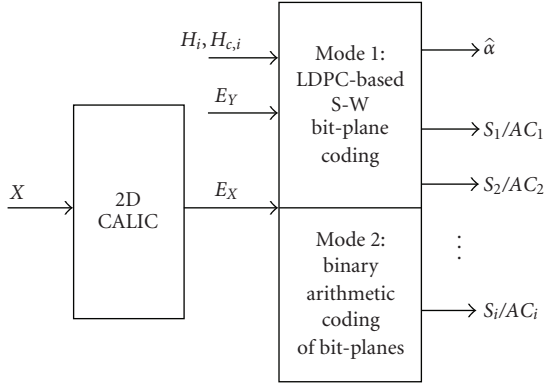 X
2D
CALIC
H_i, H_{c,i}
E_Y
E_X
Mode 1:
LDPC-based
S-W
bit-plane
coding
Mode 2:
binary
arithmetic
coding
of bit-planes
α̂
S_1/AC_1
S_2/AC_2
⋮
S_i/AC_i